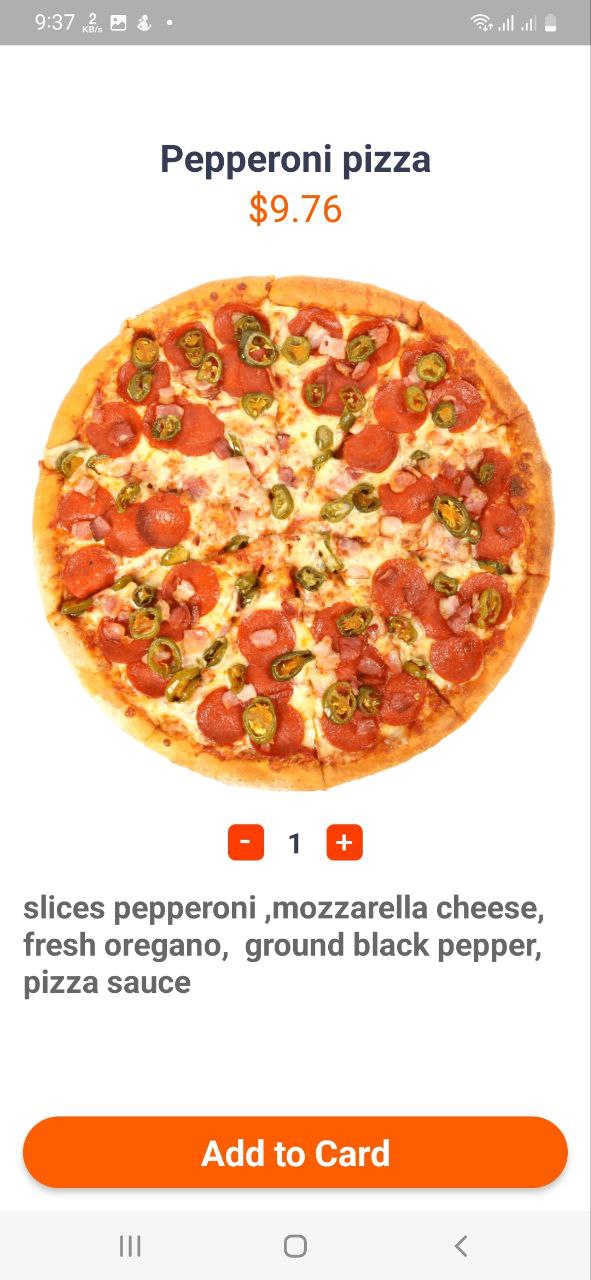 9:37 2 KB/s
Pepperoni pizza
$9.76
- 1 +
slices pepperoni ,mozzarella cheese,
fresh oregano,  ground black pepper,
pizza sauce
Add to Card